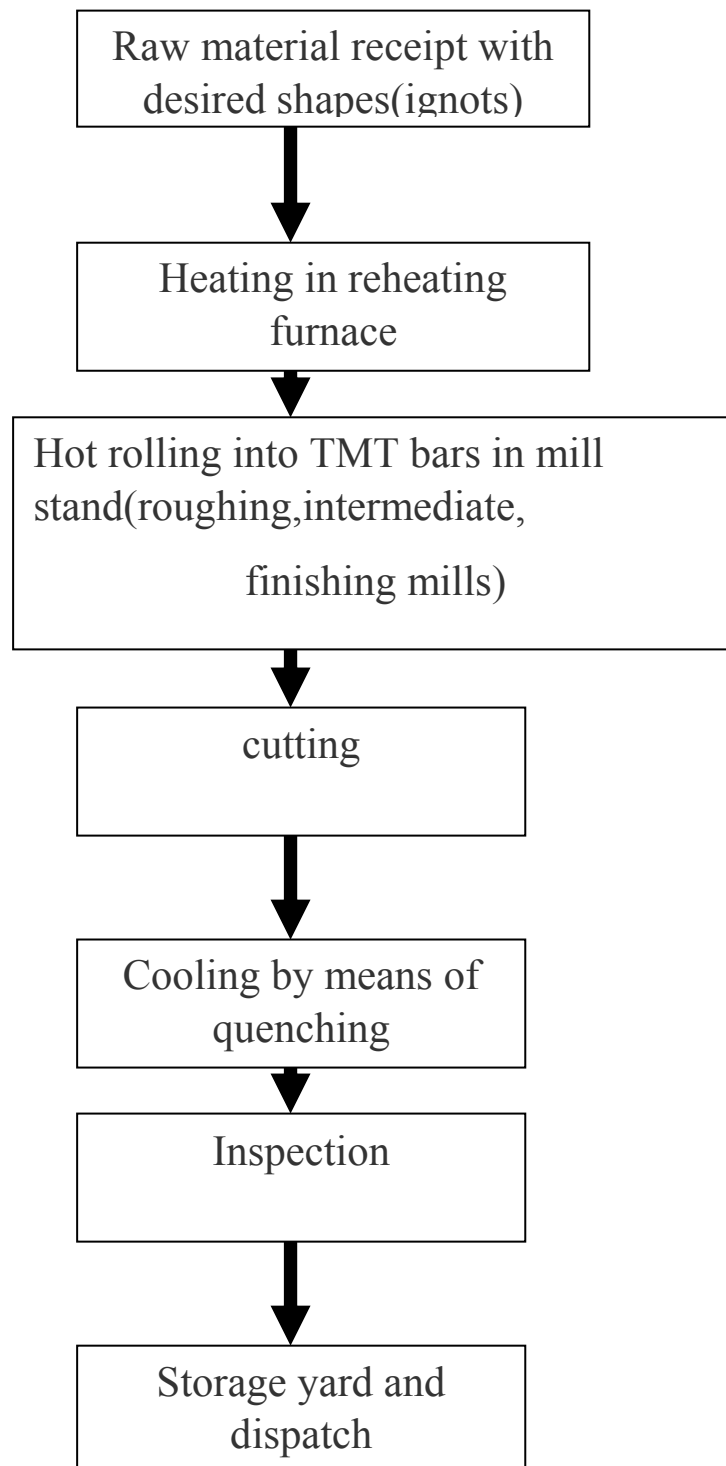 Raw material receipt with
desired shapes(ignots)
Heating in reheating
furnace
Hot rolling into TMT bars in mill
stand(roughing,intermediate,
finishing mills)
cutting
Cooling by means of
quenching
Inspection
Storage yard and
dispatch